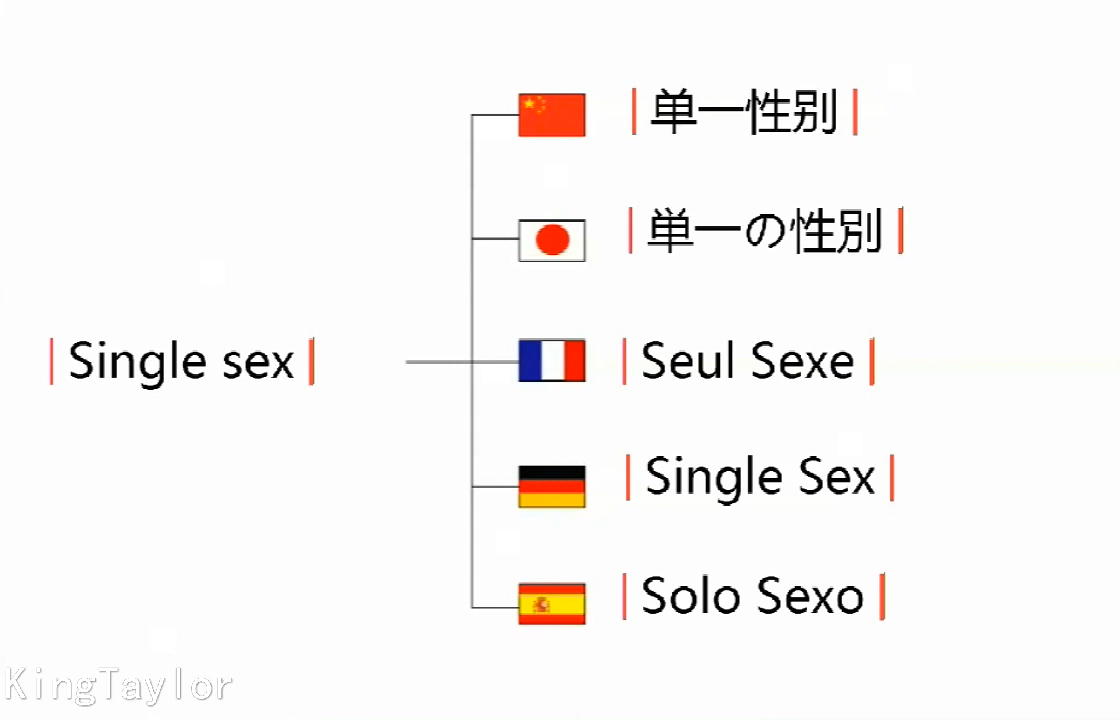 单一性别
単一の性別
Single sex
Seul Sexe
Single Sex
Solo Sexo
KingTaylor